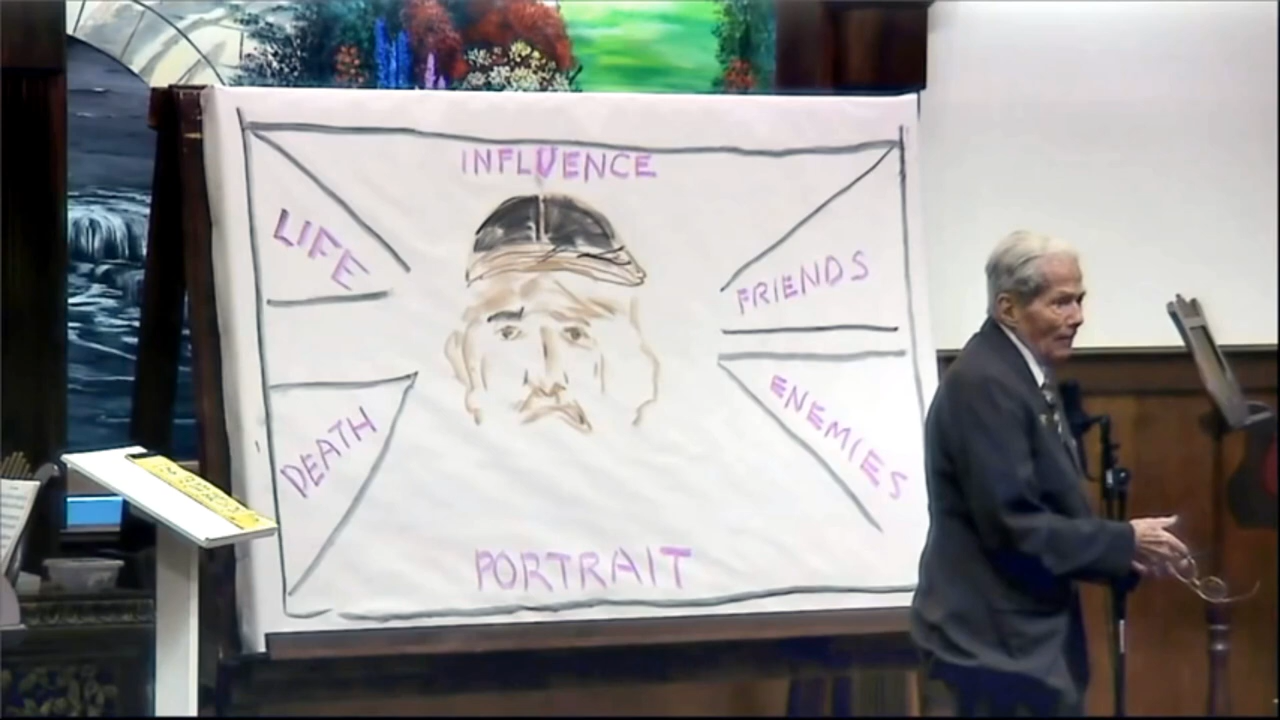 INFLUENCE
LIFE
FRIENDS
DEATH
ENEMIES
PORTRAIT